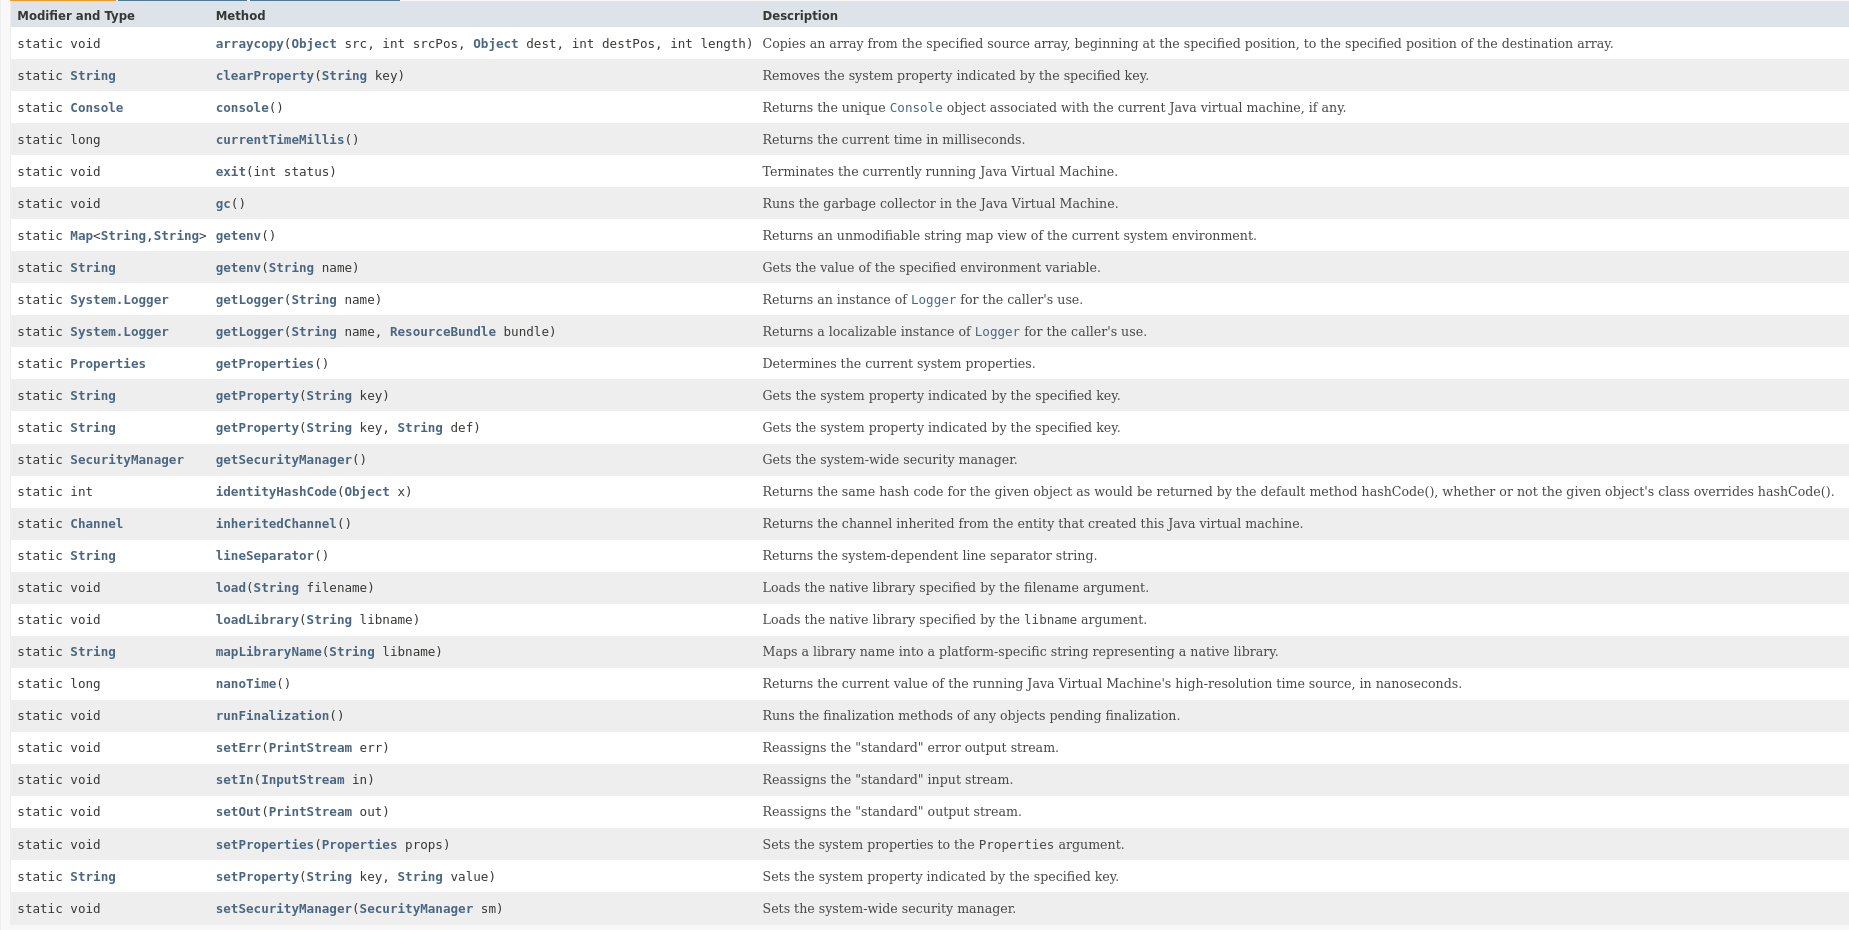 Modifier and Type Method Description
static void arraycopy(Object src, int srcPos, Object dest, int destPos, int length) Copies an array from the specified source array, beginning at the specified position, to the specified position of the destination array.
static String clearProperty(String key) Removes the system property indicated by the specified key.
static Console console() Returns the unique Console object associated with the current Java virtual machine, if any.
static long currentTimeMillis() Returns the current time in milliseconds.
static void exit(int status) Terminates the currently running Java Virtual Machine.
static void gc() Runs the garbage collector in the Java Virtual Machine.
static Map<String,String> getenv() Returns an unmodifiable string map view of the current system environment.
static String getenv(String name) Gets the value of the specified environment variable.
static System.Logger getLogger(String name) Returns an instance of Logger for the caller's use.
static System.Logger getLogger(String name, ResourceBundle bundle) Returns a localizable instance of Logger for the caller's use.
static Properties getProperties() Determines the current system properties.
static String getProperty(String key) Gets the system property indicated by the specified key.
static String getProperty(String key, String def) Gets the system property indicated by the specified key.
static SecurityManager getSecurityManager() Gets the system-wide security manager.
static int identityHashCode(Object x) Returns the same hash code for the given object as would be returned by the default method hashCode(), whether or not the given object's class overrides hashCode().
static Channel inheritedChannel() Returns the channel inherited from the entity that created this Java virtual machine.
static String lineSeparator() Returns the system-dependent line separator string.
static void load(String filename) Loads the native library specified by the filename argument.
static void loadLibrary(String libname) Loads the native library specified by the libname argument.
static String mapLibraryName(String libname) Maps a library name into a platform-specific string representing a native library.
static long nanoTime() Returns the current value of the running Java Virtual Machine's high-resolution time source, in nanoseconds.
static void runFinalization() Runs the finalization methods of any objects pending finalization.
static void setErr(PrintStream err) Reassigns the "standard" error output stream.
static void setIn(InputStream in) Reassigns the "standard" input stream.
static void setOut(PrintStream out) Reassigns the "standard" output stream.
static void setProperties(Properties props) Sets the system properties to the Properties argument.
static String setProperty(String key, String value) Sets the system property indicated by the specified key.
static void setSecurityManager(SecurityManager sm) Sets the system-wide security manager.